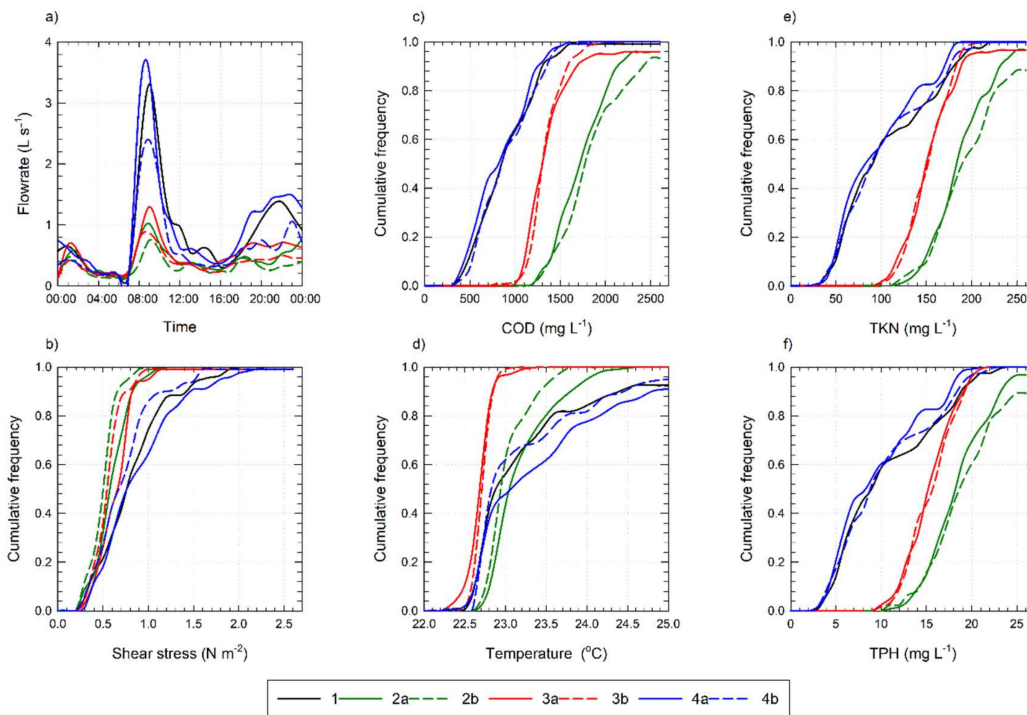 a)
4
3
2
1
0
Flowrate (L s⁻¹)
00:00 04:00 08:00 12:00 16:00 20:00 00:00
Time
c)
1.0
0.8
0.6
0.4
0.2
0.0
Cumulative frequency
0 500 1000 1500 2000 2500
COD (mg L⁻¹)
e)
1.0
0.8
0.6
0.4
0.2
0.0
Cumulative frequency
0 50 100 150 200 250
TKN (mg L⁻¹)
b)
1.0
0.8
0.6
0.4
0.2
0.0
Cumulative frequency
0.0 0.5 1.0 1.5 2.0 2.5
Shear stress (N m⁻²)
d)
1.0
0.8
0.6
0.4
0.2
0.0
Cumulative frequency
22.0 22.5 23.0 23.5 24.0 24.5 25.0
Temperature (°C)
f)
1.0
0.8
0.6
0.4
0.2
0.0
Cumulative frequency
0 5 10 15 20 25
TPH (mg L⁻¹)
1 2a 2b 3a 3b 4a 4b